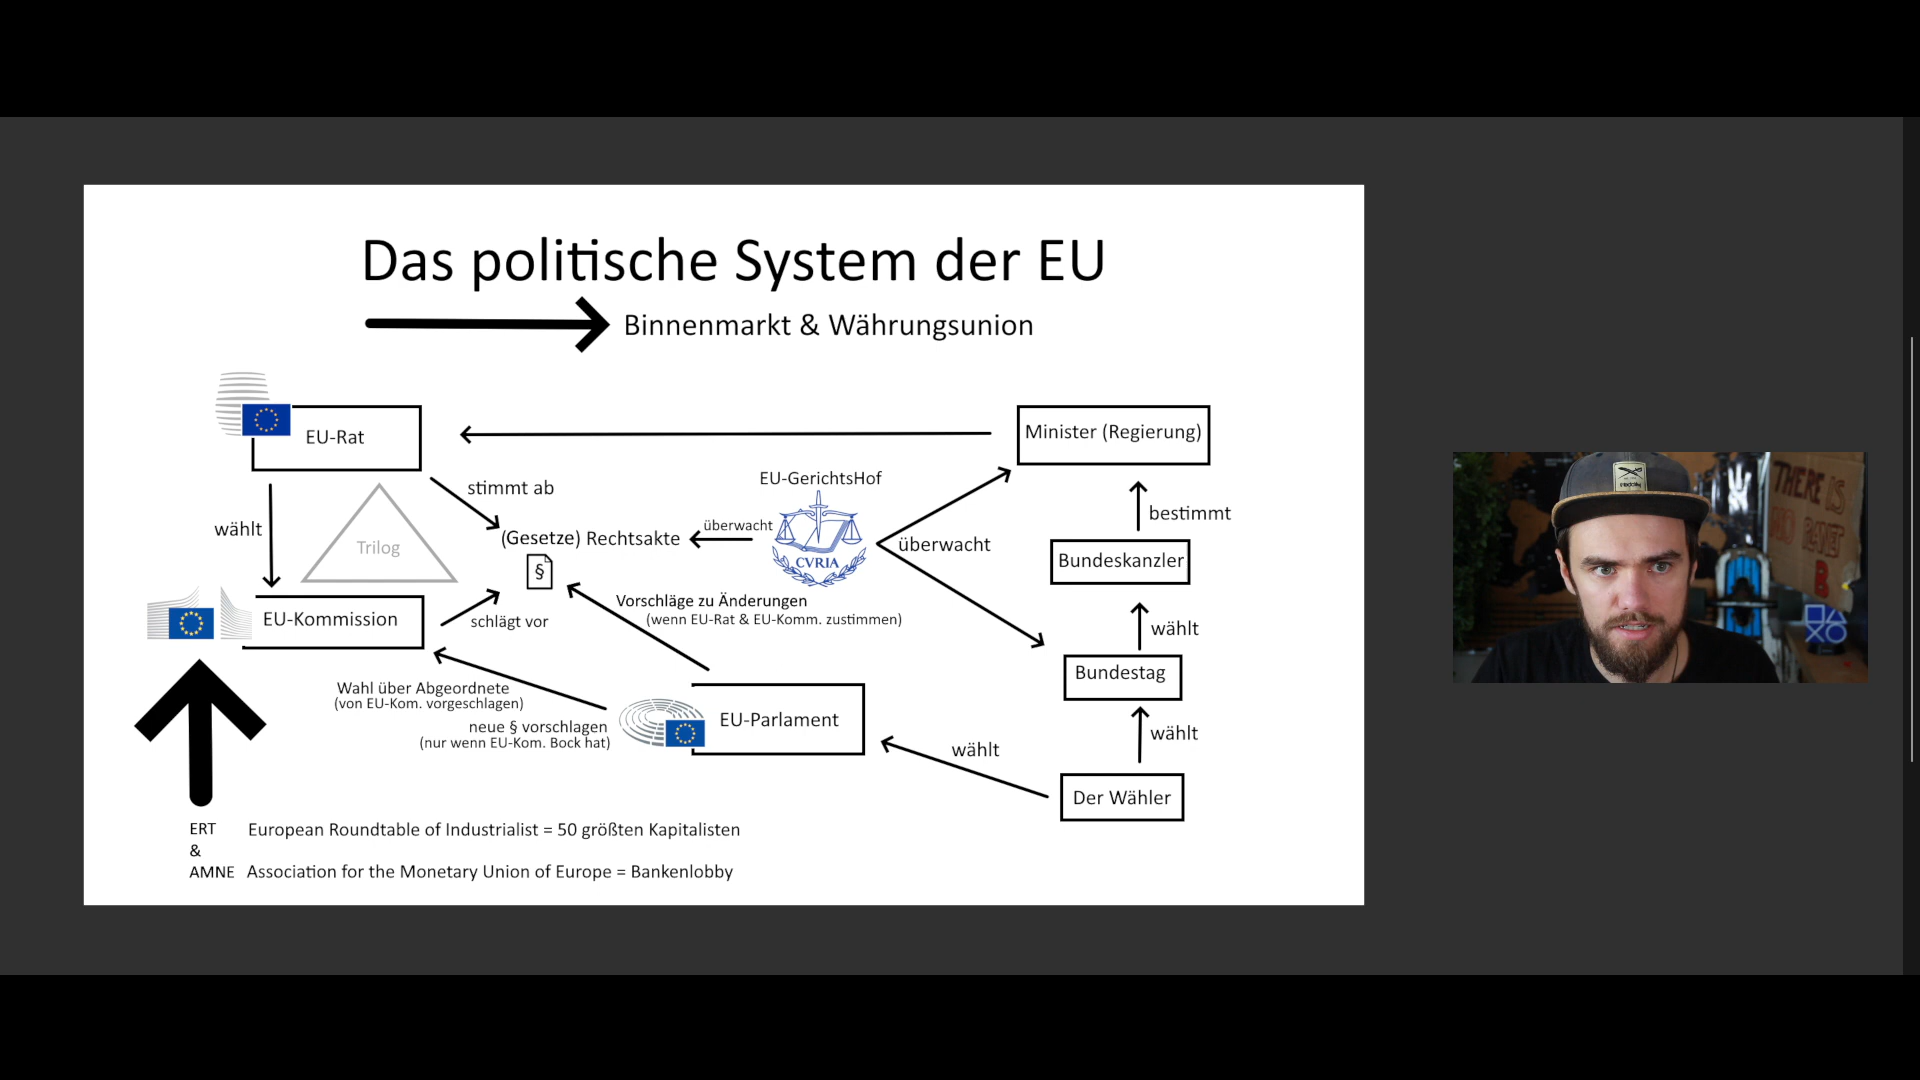 Das politische System der EU
Binnenmarkt & Währungsunion
EU-Rat
Minister (Regierung)
EU-GerichtsHof
stimmt ab
wählt
Trilog
(Gesetze) Rechtsakte
§
überwacht
CVRIA
überwacht
bestimmt
Bundeskanzler
EU-Kommission
schlägt vor
Vorschläge zu Änderungen
(wenn EU-Rat & EU-Komm. zustimmen)
wählt
Bundestag
Wahl über Abgeordnete
(von EU-Kom. vorgeschlagen)
neue § vorschlagen
(nur wenn EU-Kom. Bock hat)
EU-Parlament
wählt
wählt
Der Wähler
ERT European Roundtable of Industrialist = 50 größten Kapitalisten
&
AMNE Association for the Monetary Union of Europe = Bankenlobby
THERE IS
NO PLANET
B